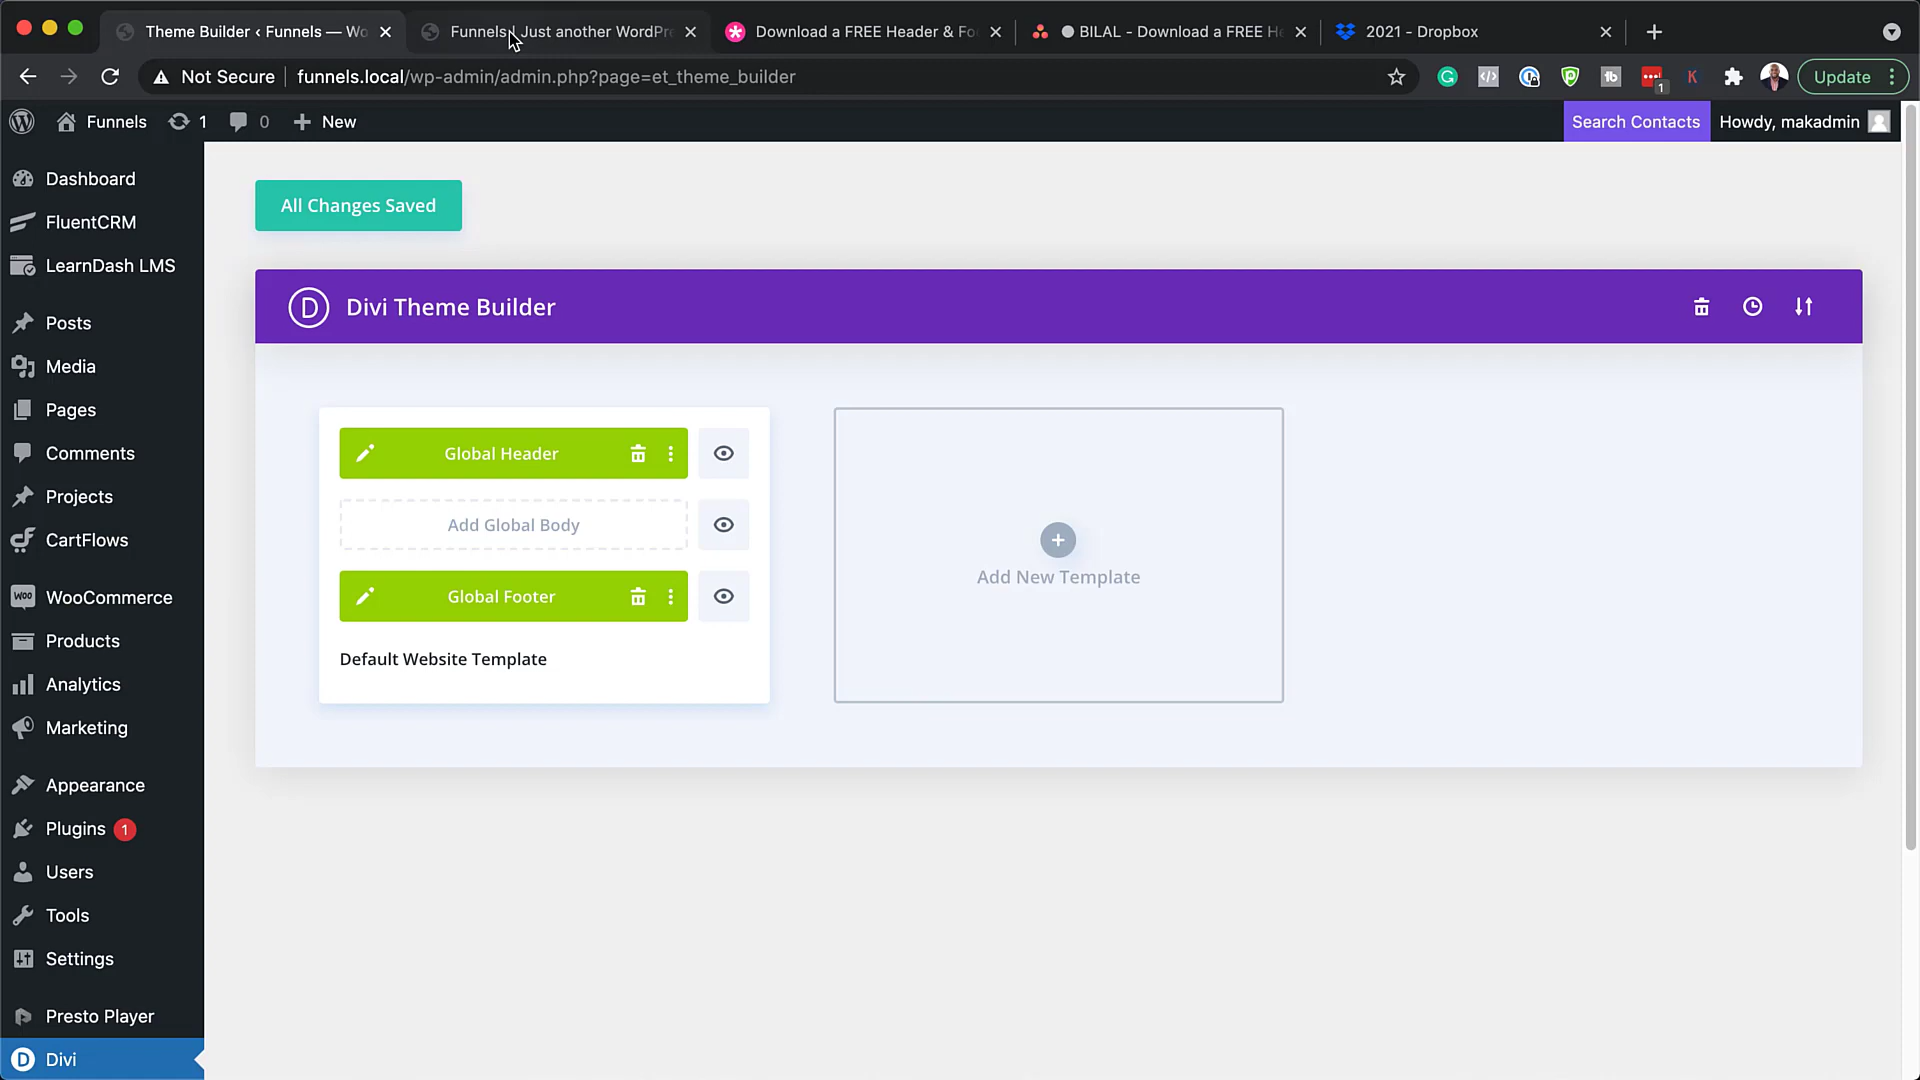 Theme Builder ‹ Funnels — Wo
Funnels | Just another WordPre
Download a FREE Header & Fo
BILAL - Download a FREE He
2021 - Dropbox
Not Secure
funnels.local/wp-admin/admin.php?page=et_theme_builder
1
Update
Funnels
1
0
New
Search Contacts
Howdy, makadmin
Dashboard
FluentCRM
LearnDash LMS
Posts
Media
Pages
Comments
Projects
CartFlows
WooCommerce
Products
Analytics
Marketing
Appearance
Plugins 1
Users
Tools
Settings
Presto Player
Divi
All Changes Saved
D Divi Theme Builder
Global Header
Add Global Body
Global Footer
Default Website Template
Add New Template